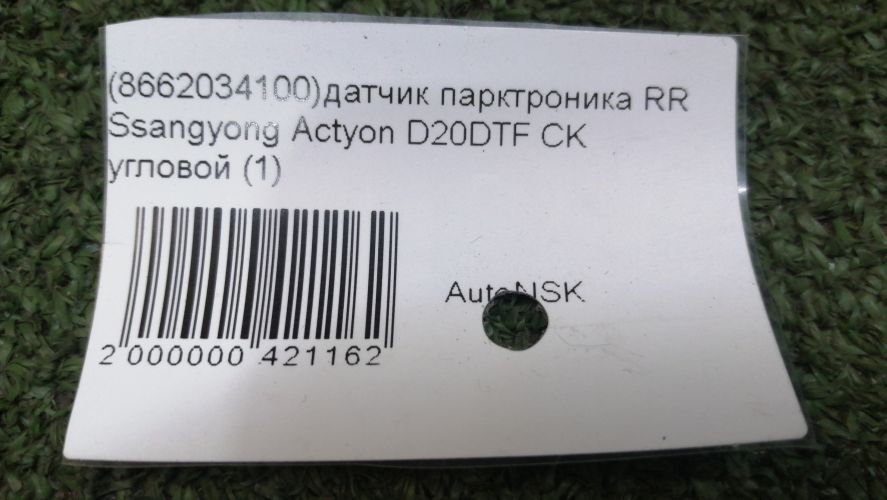 (8662034100)датчик парктроника RR
Ssangyong Actyon D20DTF CK
угловой (1)
AutoNSK
2 000000 421162